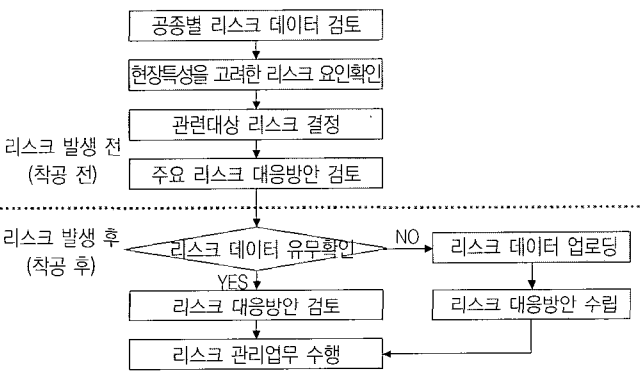 공종별 리스크 데이터 검토
현장특성을 고려한 리스크 요인확인
관련대상 리스크 결정
리스크 발생 전
(착공 전)
주요 리스크 대응방안 검토
리스크 발생 후
(착공 후)
리스크 데이터 유무확인
NO
리스크 데이터 업로딩
YES
리스크 대응방안 검토
리스크 대응방안 수립
리스크 관리업무 수행